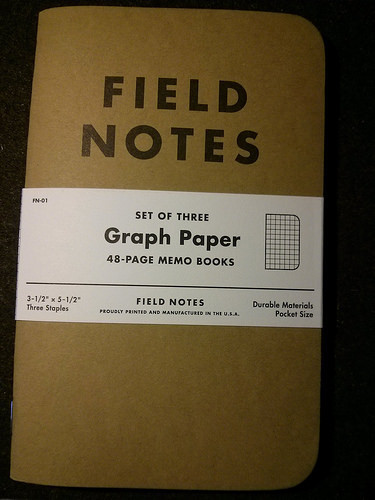 FIELD
NOTES
FN-01
SET OF THREE
Graph Paper
48-PAGE MEMO BOOKS
3-1/2" x 5-1/2"
Three Staples
FIELD NOTES
PROUDLY PRINTED AND MANUFACTURED IN THE U.S.A.
Durable Materials
Pocket Size